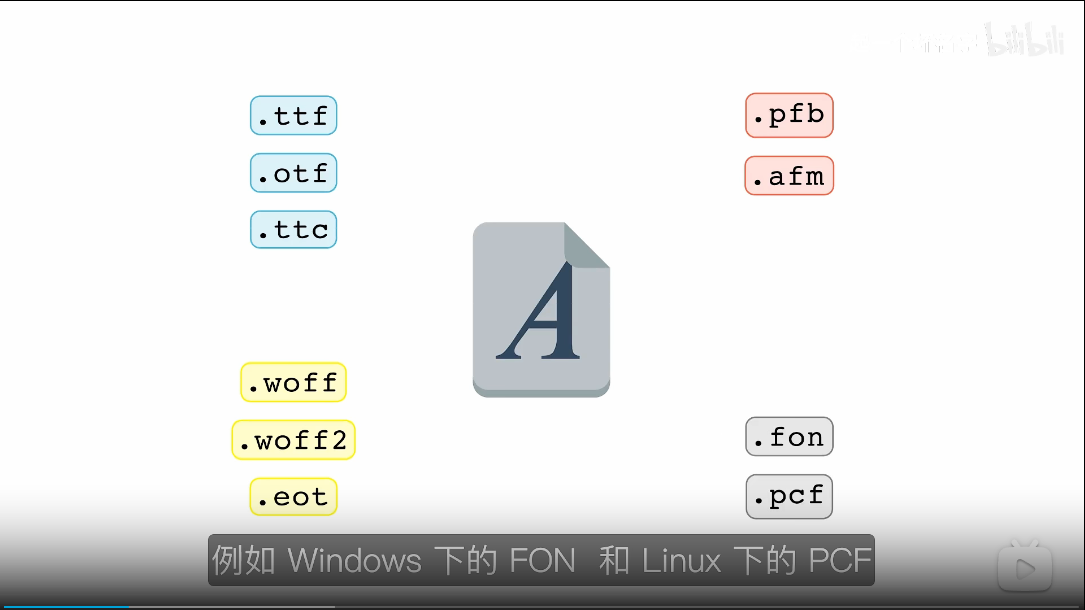 bilibili
.ttf
.otf
.ttc
.pfb
.afm
A
.woff
.woff2
.eot
.fon
.pcf
例如 Windows 下的 FON 和 Linux 下的 PCF